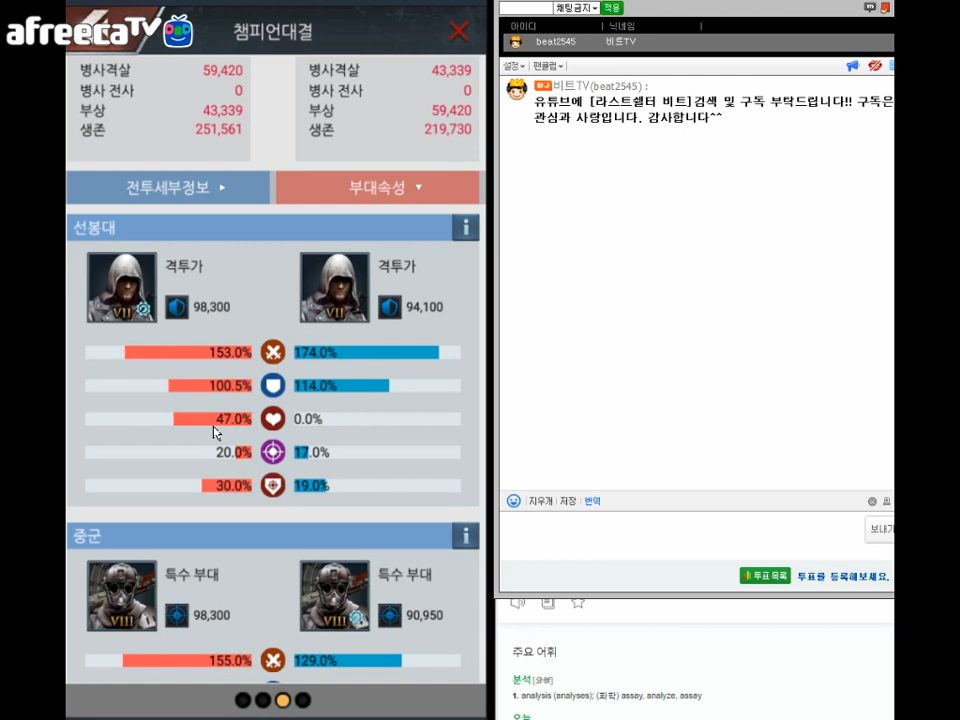 afreecaTV
챔피언대결
병사격살 59,420 병사격살 43,339
병사 전사 0 병사 전사 0
부상 43,339 부상 59,420
생존 251,561 생존 219,730
전투세부정보 부대속성
선봉대 i
격투가 격투가
VII 98,300 VII 94,100
153.0% 174.0%
100.5% 114.0%
47.0% 0.0%
20.0% 17.0%
30.0% 19.0%
중군 i
특수 부대 특수 부대
VIII 98,300 VIII 90,950
155.0% 129.0%
채팅금지 적용
아이디 닉네임
beat2545 비트TV
설정 팬클럽
BJ 비트TV(beat2545) :
유튜브에 [라스트쉘터 비트]검색 및 구독 부탁드립니다!! 구독은
관심과 사랑입니다. 감사합니다^^
지우개 저장 번역
보내기
투표목록 투표를 등록해보세요.
주요 어휘
분석[分析]
1. analysis (analyses); (화학) assay, analyze, assay
오늘